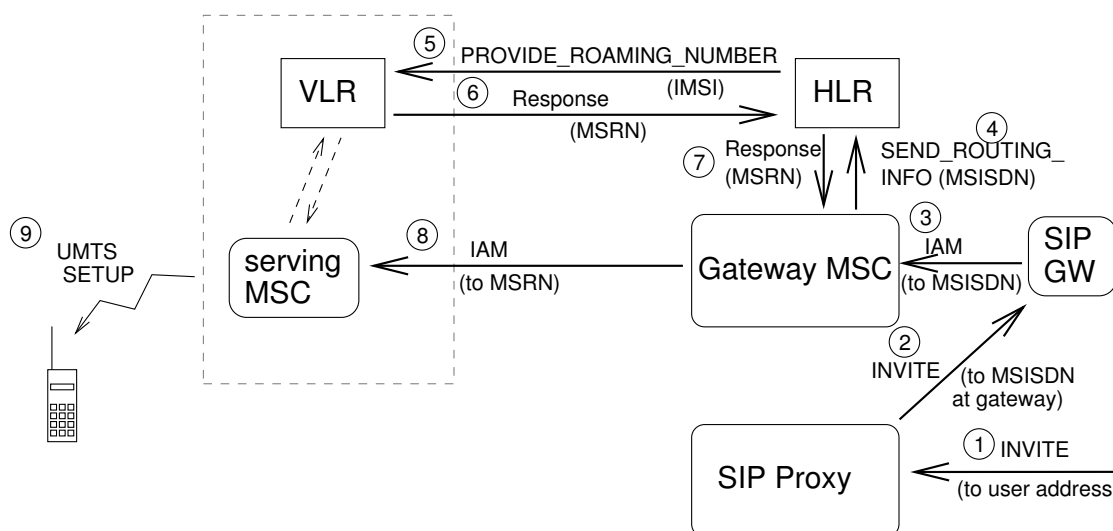 5
PROVIDE_ROAMING_NUMBER
(IMSI)
VLR
6
Response
(MSRN)
HLR
7
Response
(MSRN)
4
SEND_ROUTING_
INFO (MSISDN)
9
UMTS
SETUP
serving
MSC
8
IAM
(to MSRN)
Gateway MSC
3
IAM
(to MSISDN)
SIP
GW
2
INVITE
(to MSISDN
at gateway)
SIP Proxy
1
INVITE
(to user address